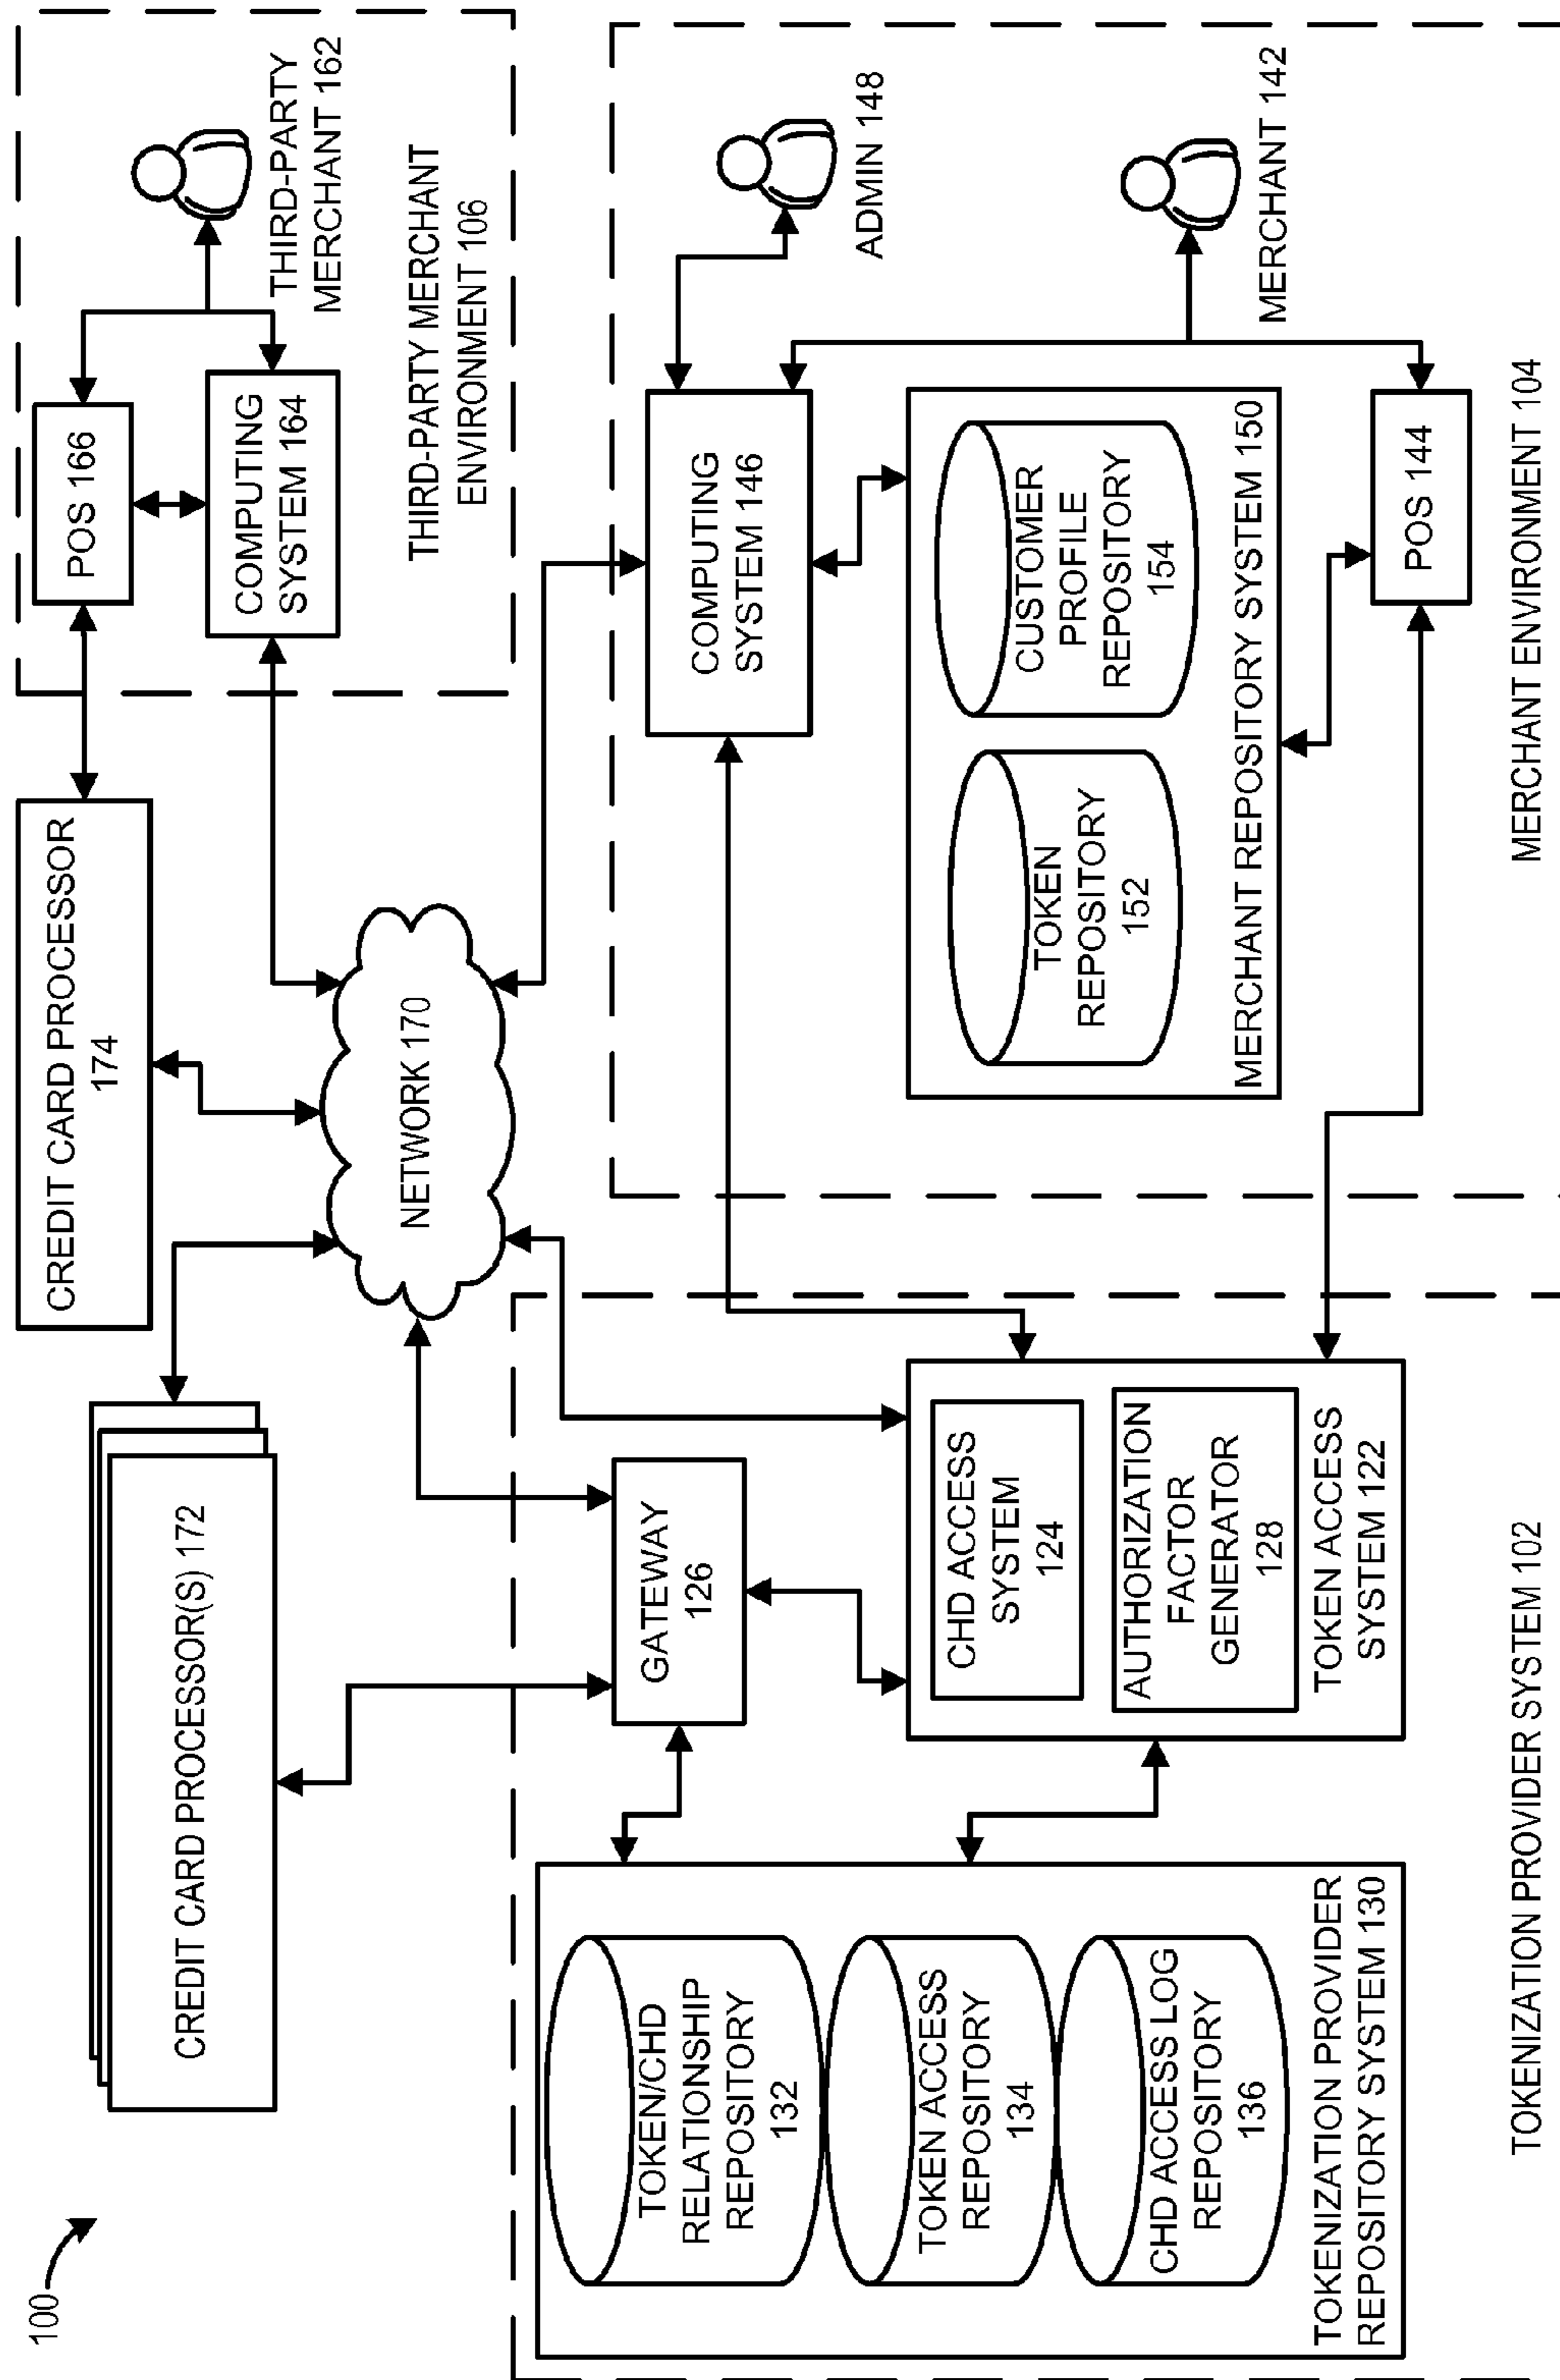 100
CREDIT CARD PROCESSOR(S) 172
CREDIT CARD PROCESSOR
174
POS 166
COMPUTING
SYSTEM 164
THIRD-PARTY
MERCHANT 162
THIRD-PARTY MERCHANT
ENVIRONMENT 106
NETWORK 170
TOKEN/CHD
RELATIONSHIP
REPOSITORY
132
TOKEN ACCESS
REPOSITORY
134
CHD ACCESS LOG
REPOSITORY
136
TOKENIZATION PROVIDER
REPOSITORY SYSTEM 130
GATEWAY
126
CHD ACCESS
SYSTEM
124
AUTHORIZATION
FACTOR
GENERATOR
128
TOKEN ACCESS
SYSTEM 122
TOKENIZATION PROVIDER SYSTEM 102
COMPUTING
SYSTEM 146
ADMIN 148
TOKEN
REPOSITORY
152
CUSTOMER
PROFILE
REPOSITORY
154
MERCHANT REPOSITORY SYSTEM 150
MERCHANT 142
POS 144
MERCHANT ENVIRONMENT 104